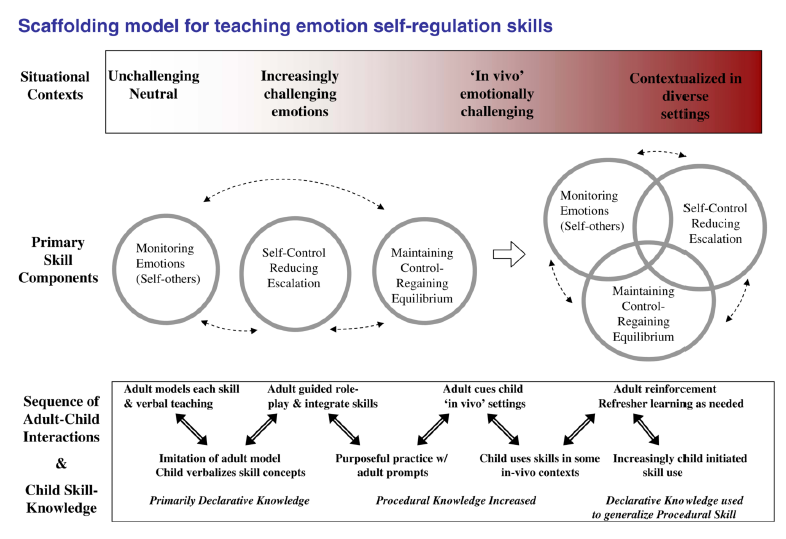 Scaffolding model for teaching emotion self-regulation skills
Situational
Contexts
Unchallenging
Neutral
Increasingly
challenging
emotions
‘In vivo’
emotionally
challenging
Contextualized in
diverse
settings
Primary
Skill
Components
Monitoring
Emotions
(Self-others)
Self-Control
Reducing
Escalation
Maintaining
Control-
Regaining
Equilibrium
Monitoring
Emotions
(Self-others)
Self-Control
Reducing
Escalation
Maintaining
Control-
Regaining
Equilibrium
Sequence of
Adult-Child
Interactions
&
Child Skill-
Knowledge
Adult models each skill
& verbal teaching
Adult guided role-
play & integrate skills
Adult cues child
‘in vivo’ settings
Adult reinforcement
Refresher learning as needed
Imitation of adult model
Child verbalizes skill concepts
Purposeful practice w/
adult prompts
Child uses skills in some
in-vivo contexts
Increasingly child initiated
skill use
Primarily Declarative Knowledge
Procedural Knowledge Increased
Declarative Knowledge used
to generalize Procedural Skill